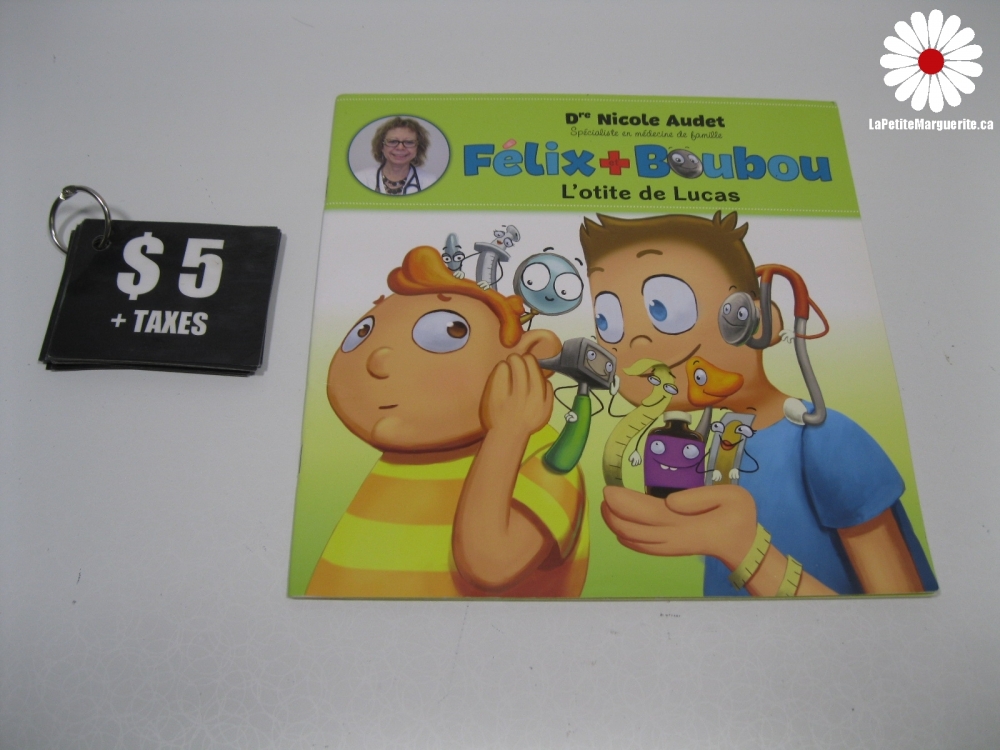 LaPetiteMarguerite.ca
Dre Nicole Audet
Spécialiste en médecine de famille
Félix+Boubou
L'otite de Lucas
$5
+ TAXES